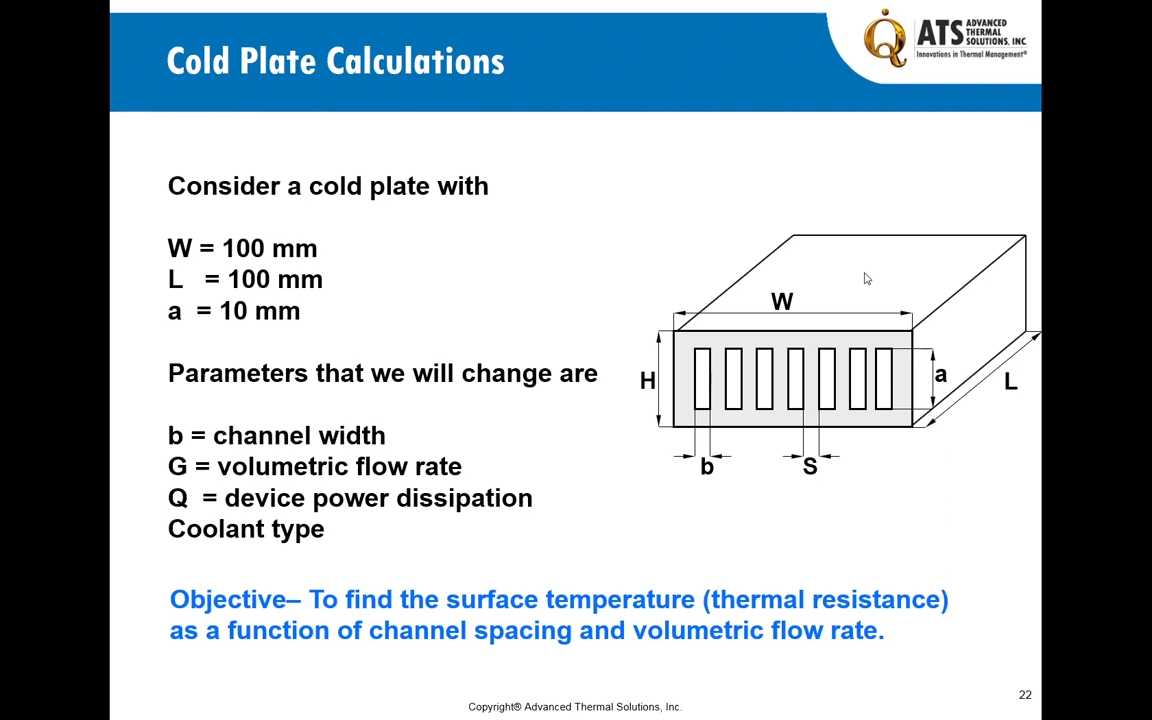 Cold Plate Calculations
ATS ADVANCED THERMAL SOLUTIONS, INC.
Innovations in Thermal Management®
Consider a cold plate with
W = 100 mm
L = 100 mm
a = 10 mm
Parameters that we will change are
b = channel width
G = volumetric flow rate
Q = device power dissipation
Coolant type
W
H
a
L
b
S
Objective– To find the surface temperature (thermal resistance)
as a function of channel spacing and volumetric flow rate.
22
Copyright® Advanced Thermal Solutions, Inc.